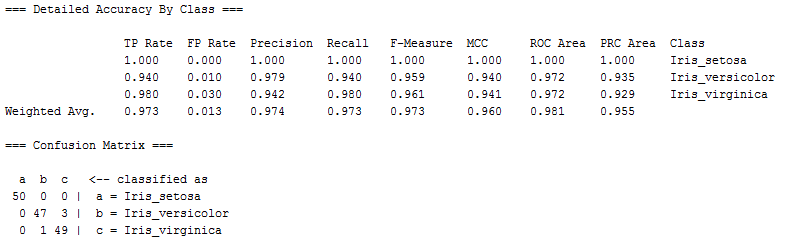 === Detailed Accuracy By Class ===
TP Rate FP Rate Precision Recall F-Measure MCC ROC Area PRC Area Class
1.000 0.000 1.000 1.000 1.000 1.000 1.000 1.000 Iris_setosa
0.940 0.010 0.979 0.940 0.959 0.940 0.972 0.935 Iris_versicolor
0.980 0.030 0.942 0.980 0.961 0.941 0.972 0.929 Iris_virginica
Weighted Avg. 0.973 0.013 0.974 0.973 0.973 0.960 0.981 0.955
=== Confusion Matrix ===
a b c <-- classified as
50 0 0 | a = Iris_setosa
0 47 3 | b = Iris_versicolor
0 1 49 | c = Iris_virginica